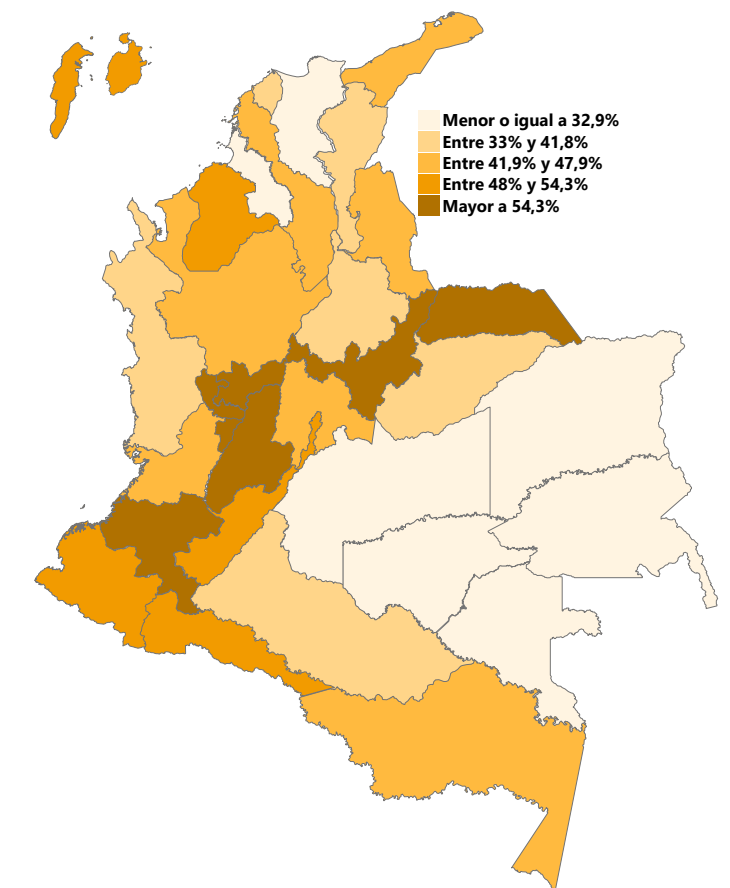 Menor o igual a 32,9%
Entre 33% y 41,8%
Entre 41,9% y 47,9%
Entre 48% y 54,3%
Mayor a 54,3%